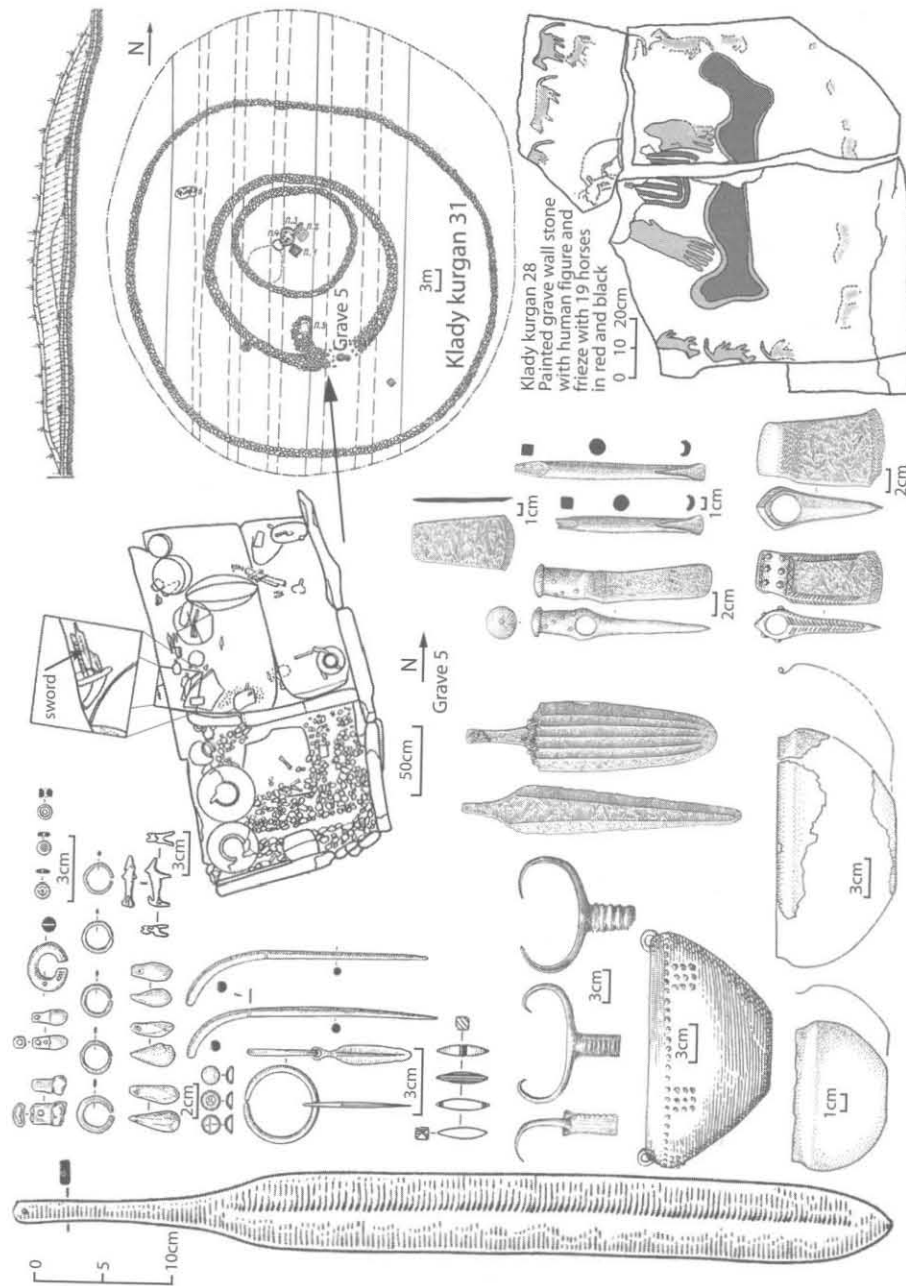 0 5 10cm
2cm
3cm
3cm
3cm
sword
50cm
N
Grave 5
N
Grave 5
3m
Klady kurgan 31
Klady kurgan 28
Painted grave wall stone
with human figure and
frieze with 19 horses
in red and black
0 10 20cm
3cm
3cm
1cm
3cm
2cm
1cm
1cm
2cm